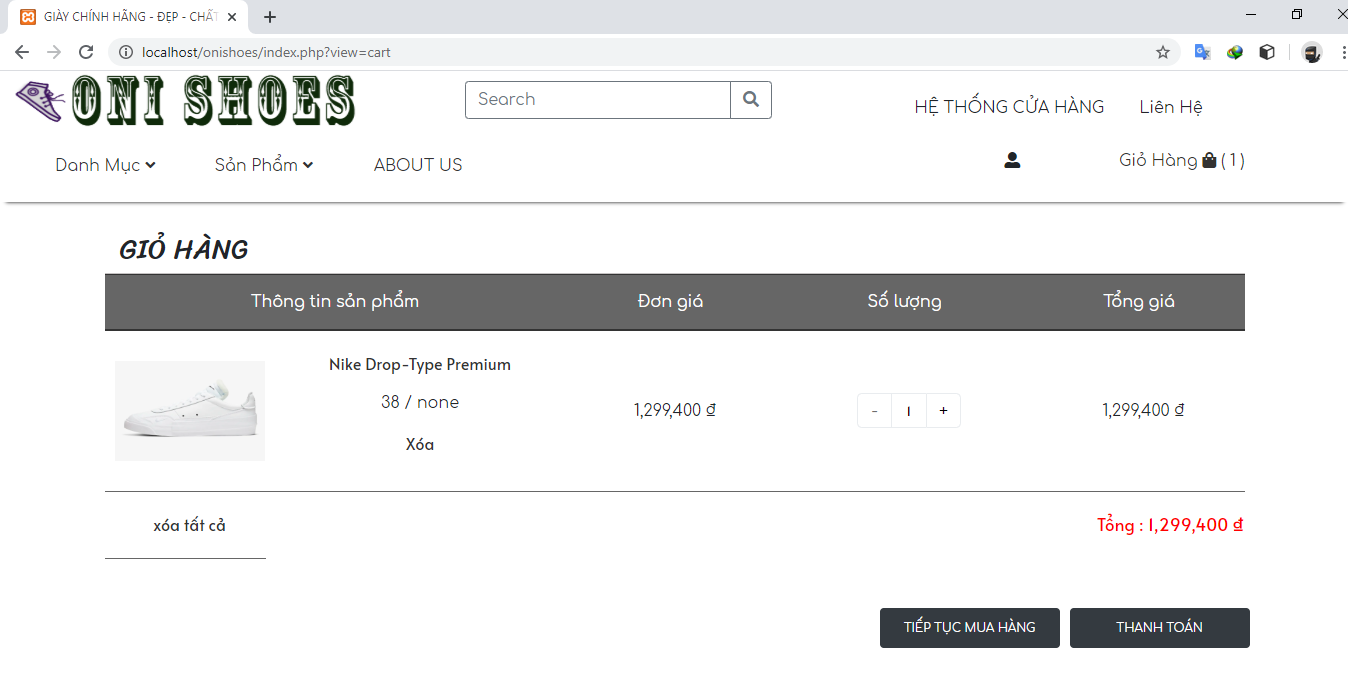 GIÀY CHÍNH HÃNG - ĐẸP - CHẤT
localhost/onishoes/index.php?view=cart
ONI SHOES
Search
HỆ THỐNG CỬA HÀNG Liên Hệ
Danh Mục Sản Phẩm ABOUT US
Giỏ Hàng (1)
GIỎ HÀNG
Thông tin sản phẩm Đơn giá Số lượng Tổng giá
Nike Drop-Type Premium
38 / none
1,299,400 ₫ - 1 + 1,299,400 ₫
Xóa
xóa tất cả Tổng : 1,299,400 ₫
TIẾP TỤC MUA HÀNG THANH TOÁN